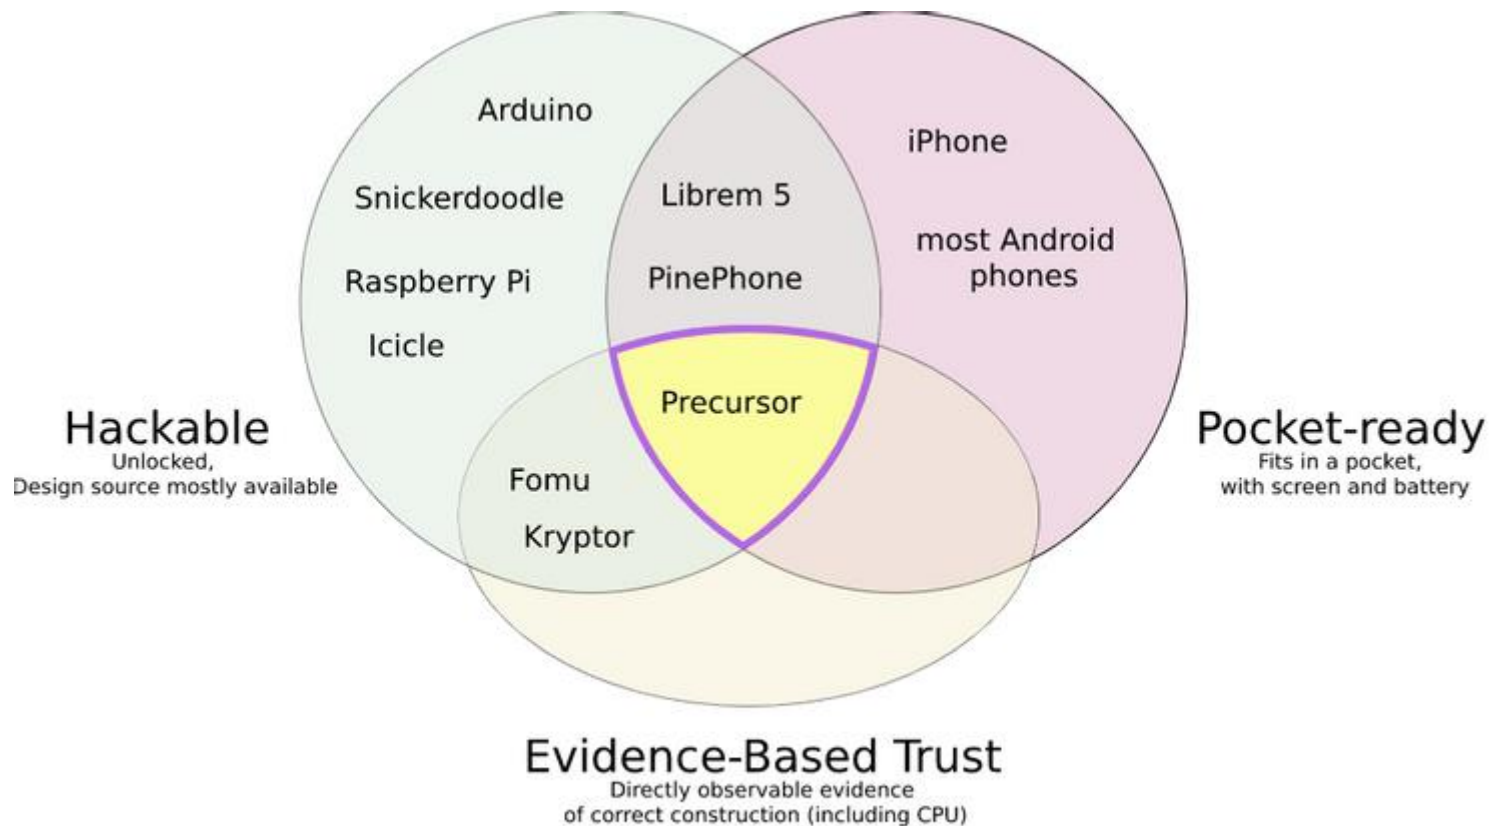 Arduino
iPhone
Snickerdoodle
Librem 5
most Android
phones
Raspberry Pi
PinePhone
Icicle
Precursor
Hackable
Unlocked,
Design source mostly available
Pocket-ready
Fits in a pocket,
with screen and battery
Fomu
Kryptor
Evidence-Based Trust
Directly observable evidence
of correct construction (including CPU)